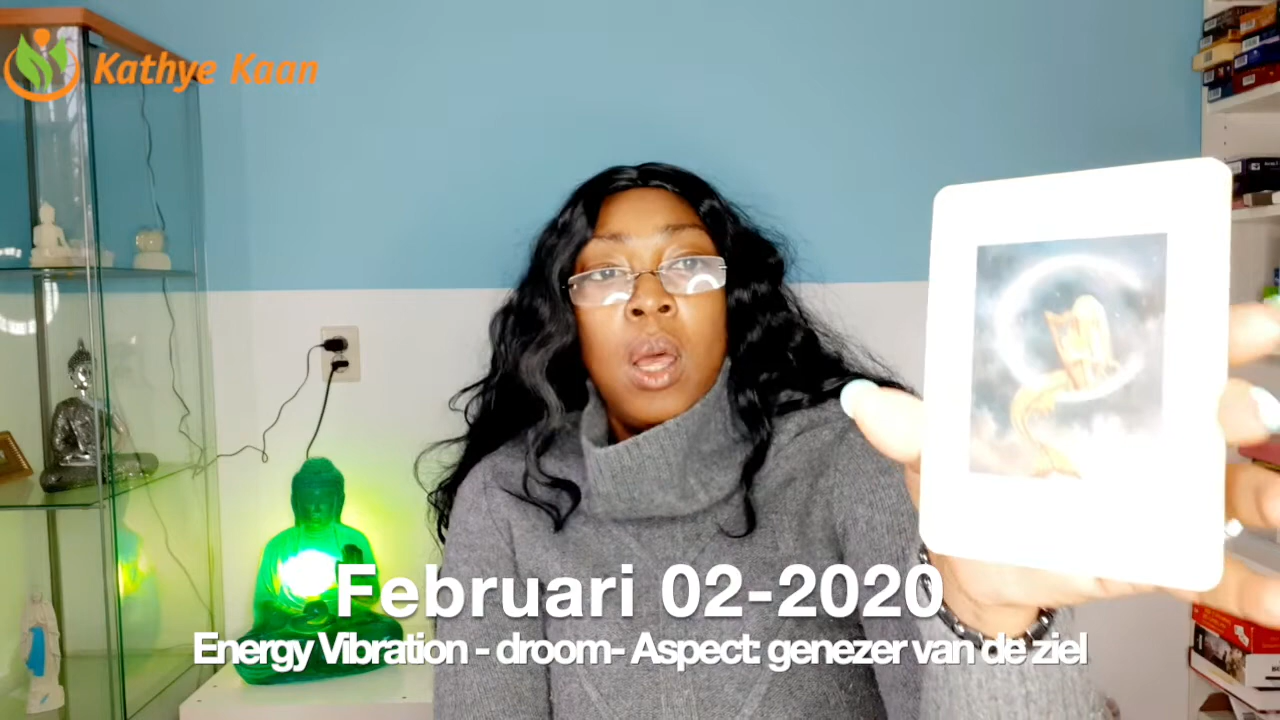 Kathye Kaan
Februari 02-2020
Energy Vibration - droom- Aspect: genezer van de ziel